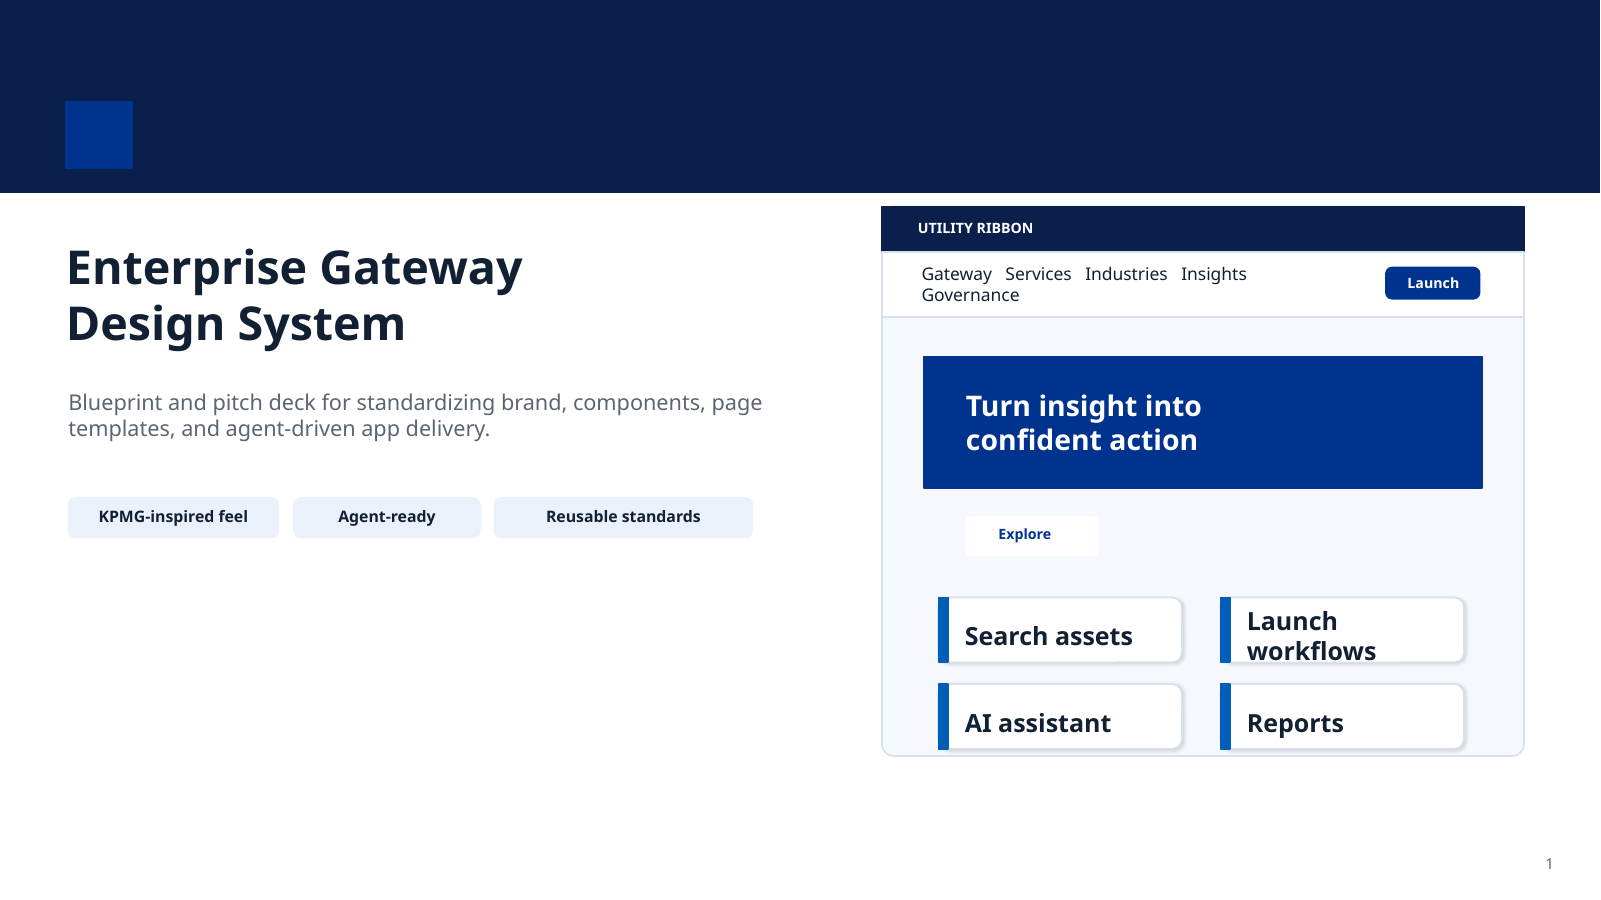 Enterprise Gateway
Design System
Blueprint and pitch deck for standardizing brand, components, page
templates, and agent-driven app delivery.
KPMG-inspired feel
Agent-ready
Reusable standards
UTILITY RIBBON
Gateway Services Industries Insights
Governance
Launch
Turn insight into
confident action
Explore
Search assets
Launch
workflows
AI assistant
Reports
1